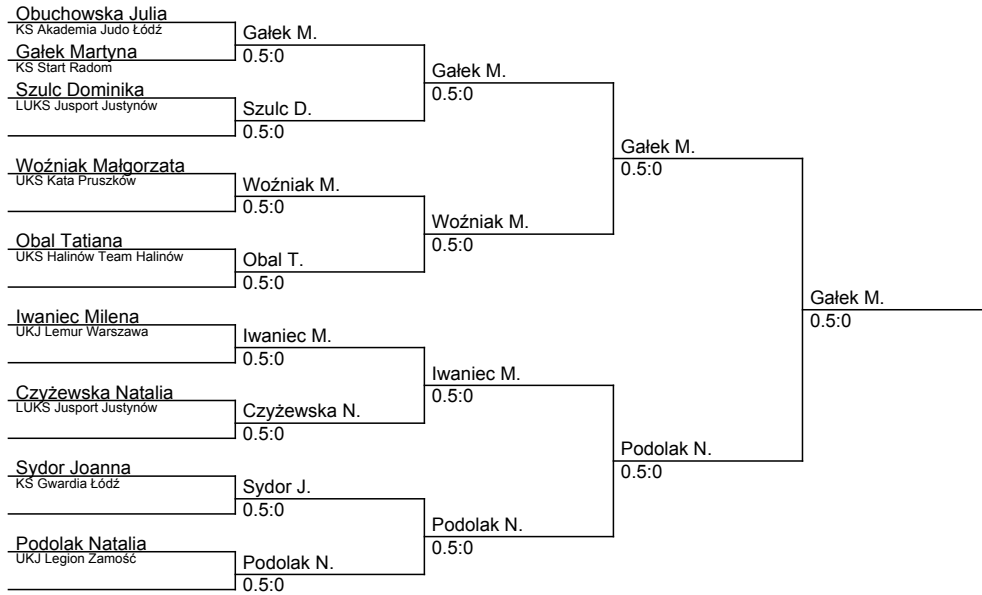 Obuchowska Julia
KS Akademia Judo Łódź
Gałek Martyna
KS Start Radom
Szulc Dominika
LUKS Jusport Justynów
Woźniak Małgorzata
UKS Kata Pruszków
Obal Tatiana
UKS Halinów Team Halinów
Iwaniec Milena
UKJ Lemur Warszawa
Czyżewska Natalia
LUKS Jusport Justynów
Sydor Joanna
KS Gwardia Łódź
Podolak Natalia
UKJ Legion Zamość
Gałek M.
0.5:0
Szulc D.
0.5:0
Woźniak M.
0.5:0
Obal T.
0.5:0
Iwaniec M.
0.5:0
Czyżewska N.
0.5:0
Sydor J.
0.5:0
Podolak N.
0.5:0
Gałek M.
0.5:0
Woźniak M.
0.5:0
Iwaniec M.
0.5:0
Podolak N.
0.5:0
Gałek M.
0.5:0
Podolak N.
0.5:0
Gałek M.
0.5:0